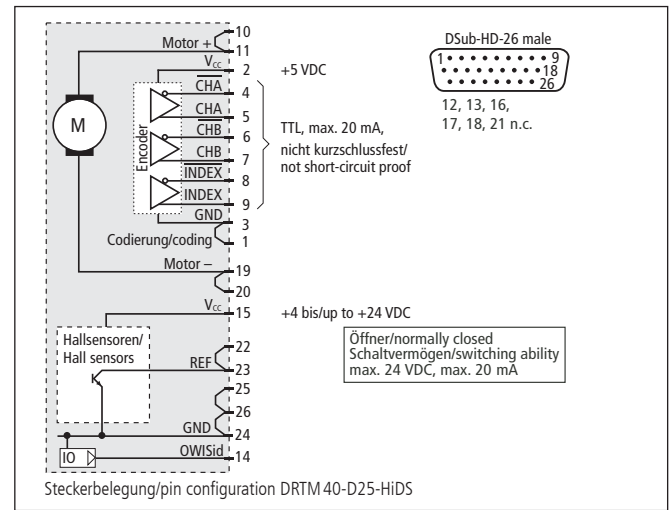 10
Motor +
11
Vcc
2
+5 VDC
CHA
4
CHA
5
CHB
6
CHB
7
INDEX
8
INDEX
9
GND
3
Codierung/coding
1
Encoder
M
TTL, max. 20 mA,
nicht kurzschlussfest/
not short-circuit proof
DSub-HD-26 male
1
9
18
26
12, 13, 16,
17, 18, 21 n.c.
Motor –
19
20
Vcc
15
+4 bis/up to +24 VDC
Hallsensoren/
Hall sensors
22
REF
23
25
26
GND
24
IO
OWISid
14
Öffner/normally closed
Schaltvermögen/switching ability
max. 24 VDC, max. 20 mA
Steckerbelegung/pin configuration DRTM 40-D25-HiDS